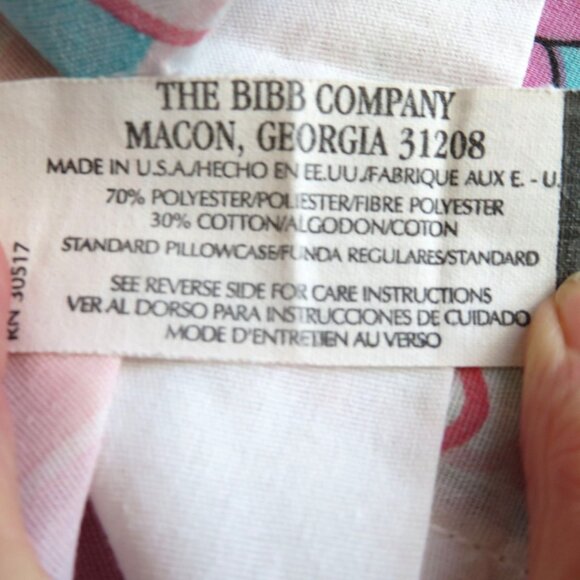 THE BIBB COMPANY
MACON, GEORGIA 31208
MADE IN U.S.A./HECHO EN EE.UU./FABRIQUE AUX E. - U.
70% POLYESTER/POLIESTER/FIBRE POLYESTER
30% COTTON/ALGODON/COTON
STANDARD PILLOWCASE/FUNDA REGULARES/STANDARD
SEE REVERSE SIDE FOR CARE INSTRUCTIONS
VER AL DORSO PARA INSTRUCCIONES DE CUIDADO
MODE D'ENTRETIEN AU VERSO
RN 30517